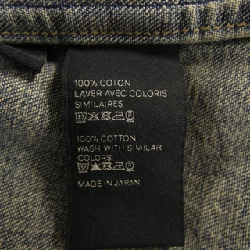 100% COTON
LAVER AVEC COLORIS
SIMILAIRES
100% COTTON
WASH WITH SIMILAR
COLORS
MADE IN JAPAN